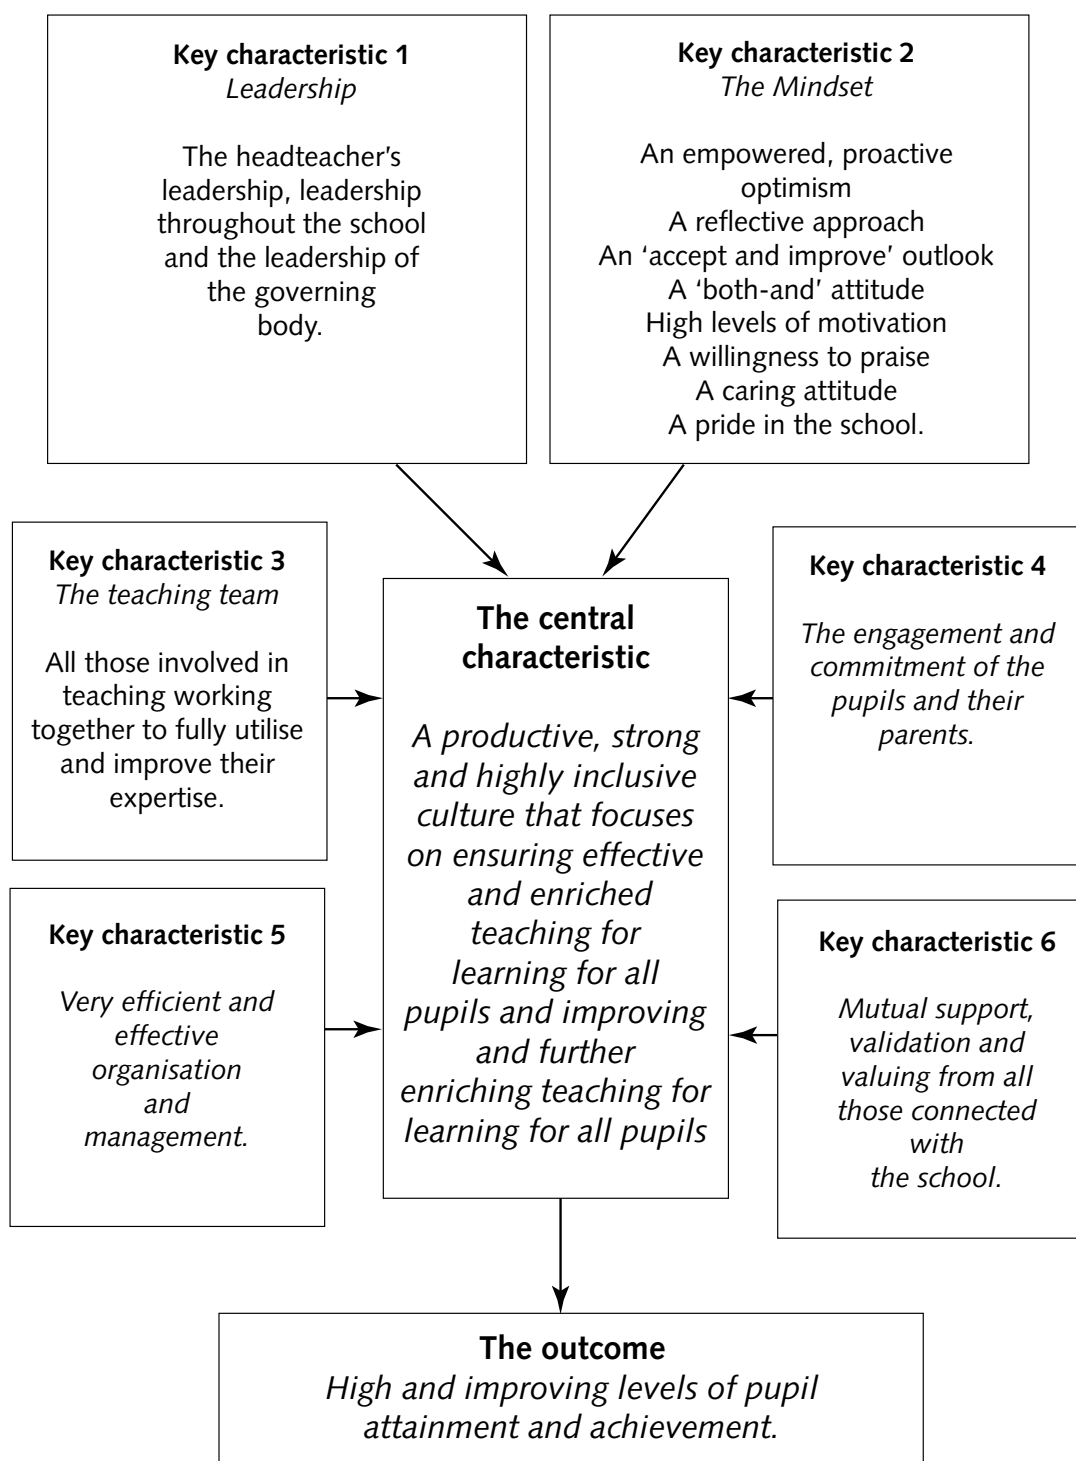 Key characteristic 1
Leadership
The headteacher's
leadership, leadership
throughout the school
and the leadership of
the governing
body.
Key characteristic 2
The Mindset
An empowered, proactive
optimism
A reflective approach
An ‘accept and improve’ outlook
A ‘both-and’ attitude
High levels of motivation
A willingness to praise
A caring attitude
A pride in the school.
Key characteristic 3
The teaching team
All those involved in
teaching working
together to fully utilise
and improve their
expertise.
The central
characteristic
A productive, strong
and highly inclusive
culture that focuses
on ensuring effective
and enriched
teaching for
learning for all
pupils and improving
and further
enriching teaching for
learning for all pupils
Key characteristic 4
The engagement and
commitment of the
pupils and their
parents.
Key characteristic 5
Very efficient and
effective
organisation
and
management.
Key characteristic 6
Mutual support,
validation and
valuing from all
those connected
with
the school.
The outcome
High and improving levels of pupil
attainment and achievement.